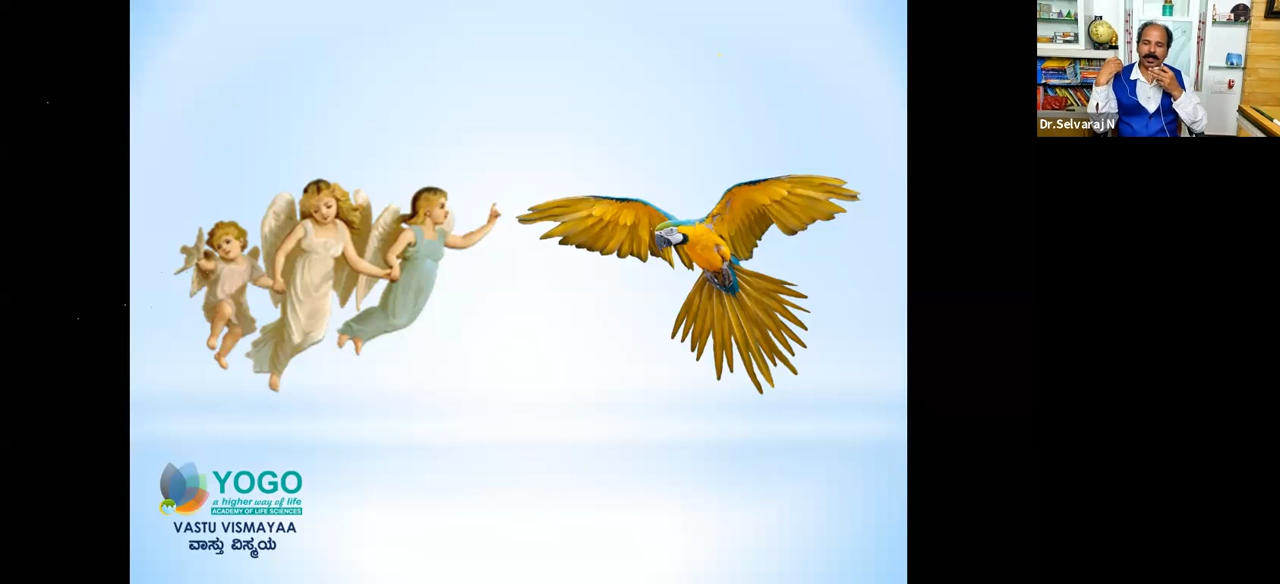 Dr.Selvaraj N
YOGO
a higher way of life
ACADEMY OF LIFE SCIENCES
VASTU VISMAYAA
ವಾಸ್ತು ವಿಸ್ಮಯ